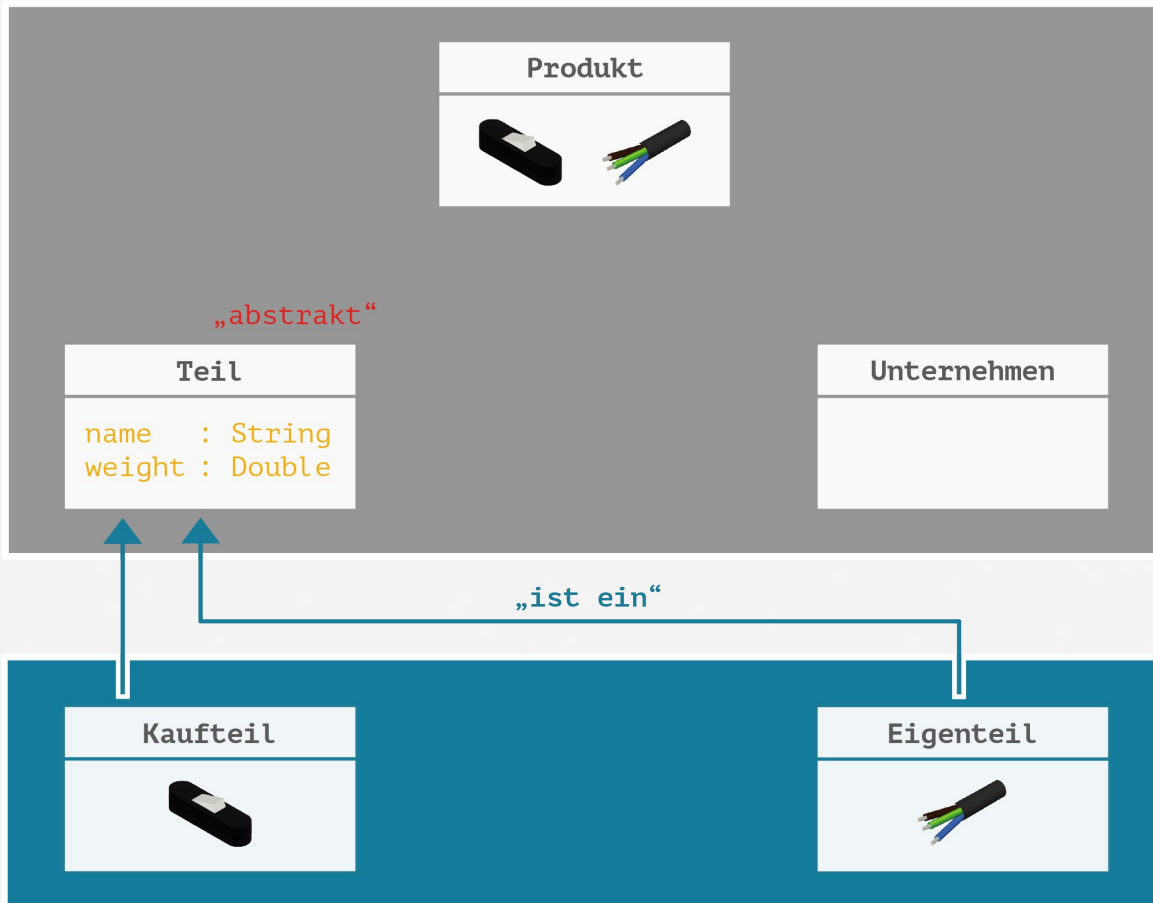 Produkt
„abstrakt“
Teil
name : String
weight : Double
Unternehmen
„ist ein“
Kaufteil
Eigenteil